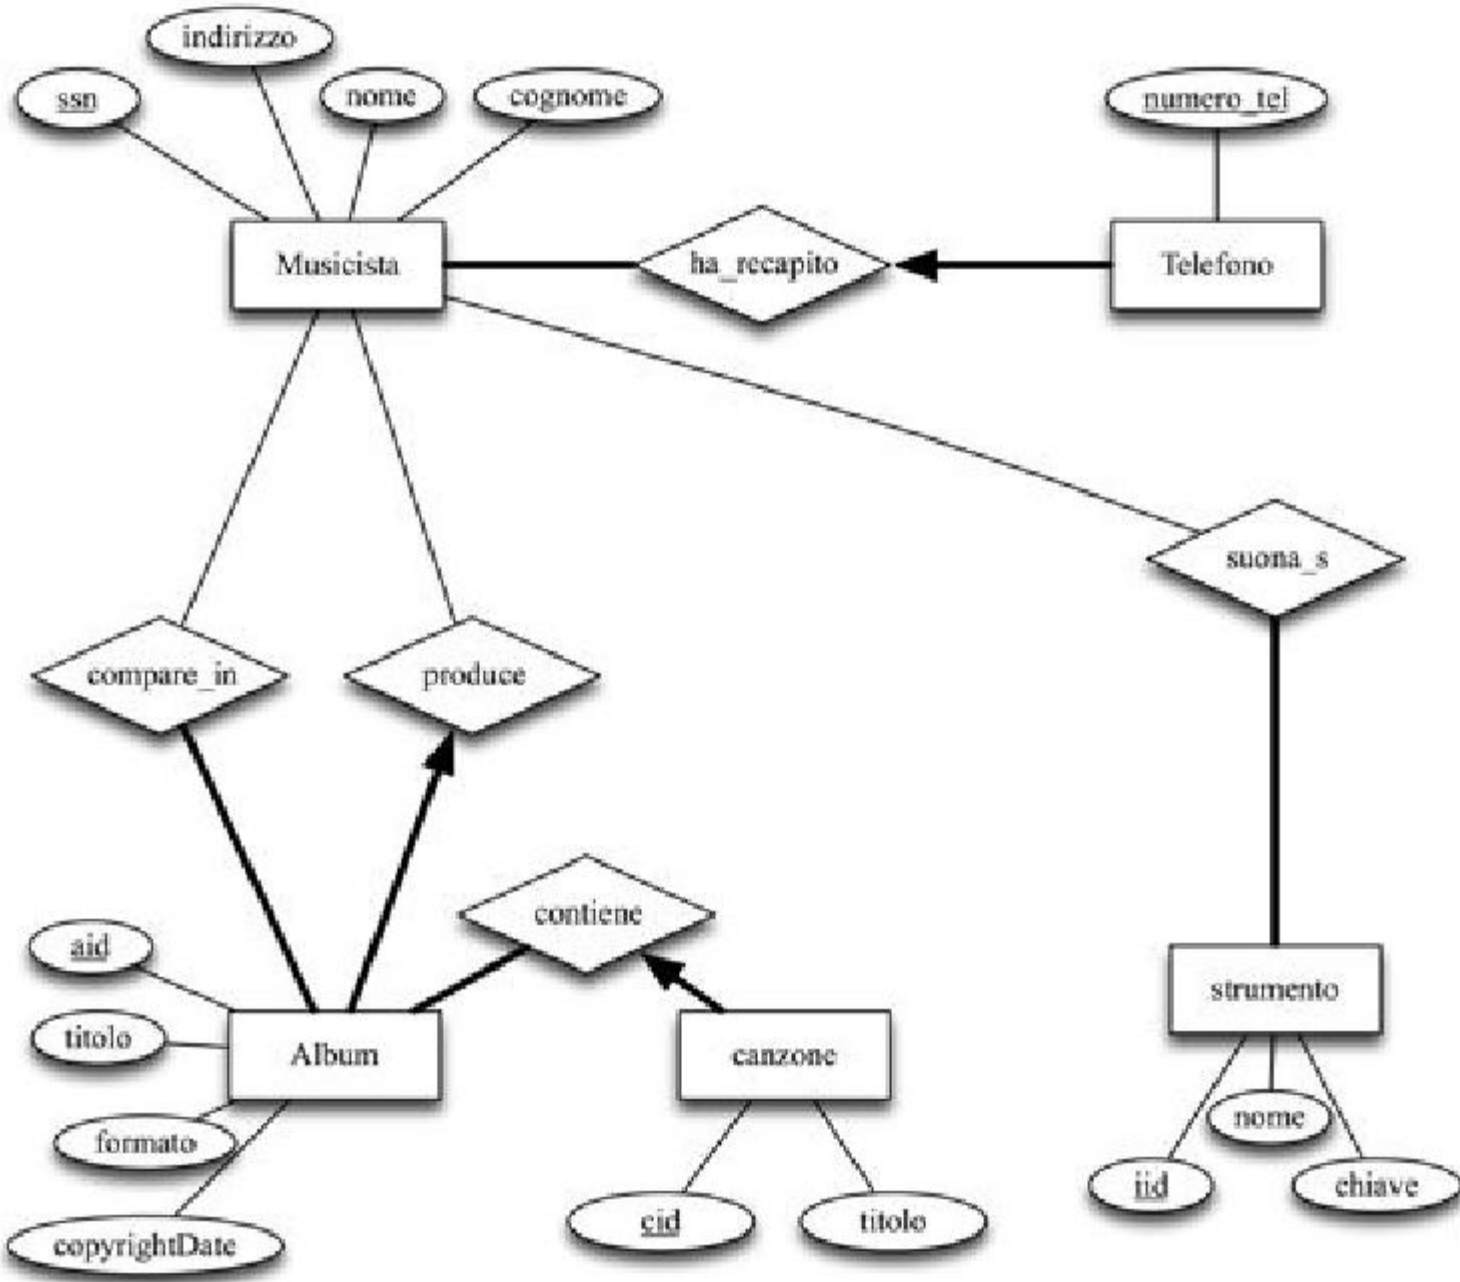 indirizzo
ssn
nome
cognome
numero_tel
Musicista
ha_recapito
Telefono
suona_s
compare_in
produce
contiene
aid
titolo
Album
canzone
strumento
formato
nome
iid
chiave
cid
titolo
copyrightDate